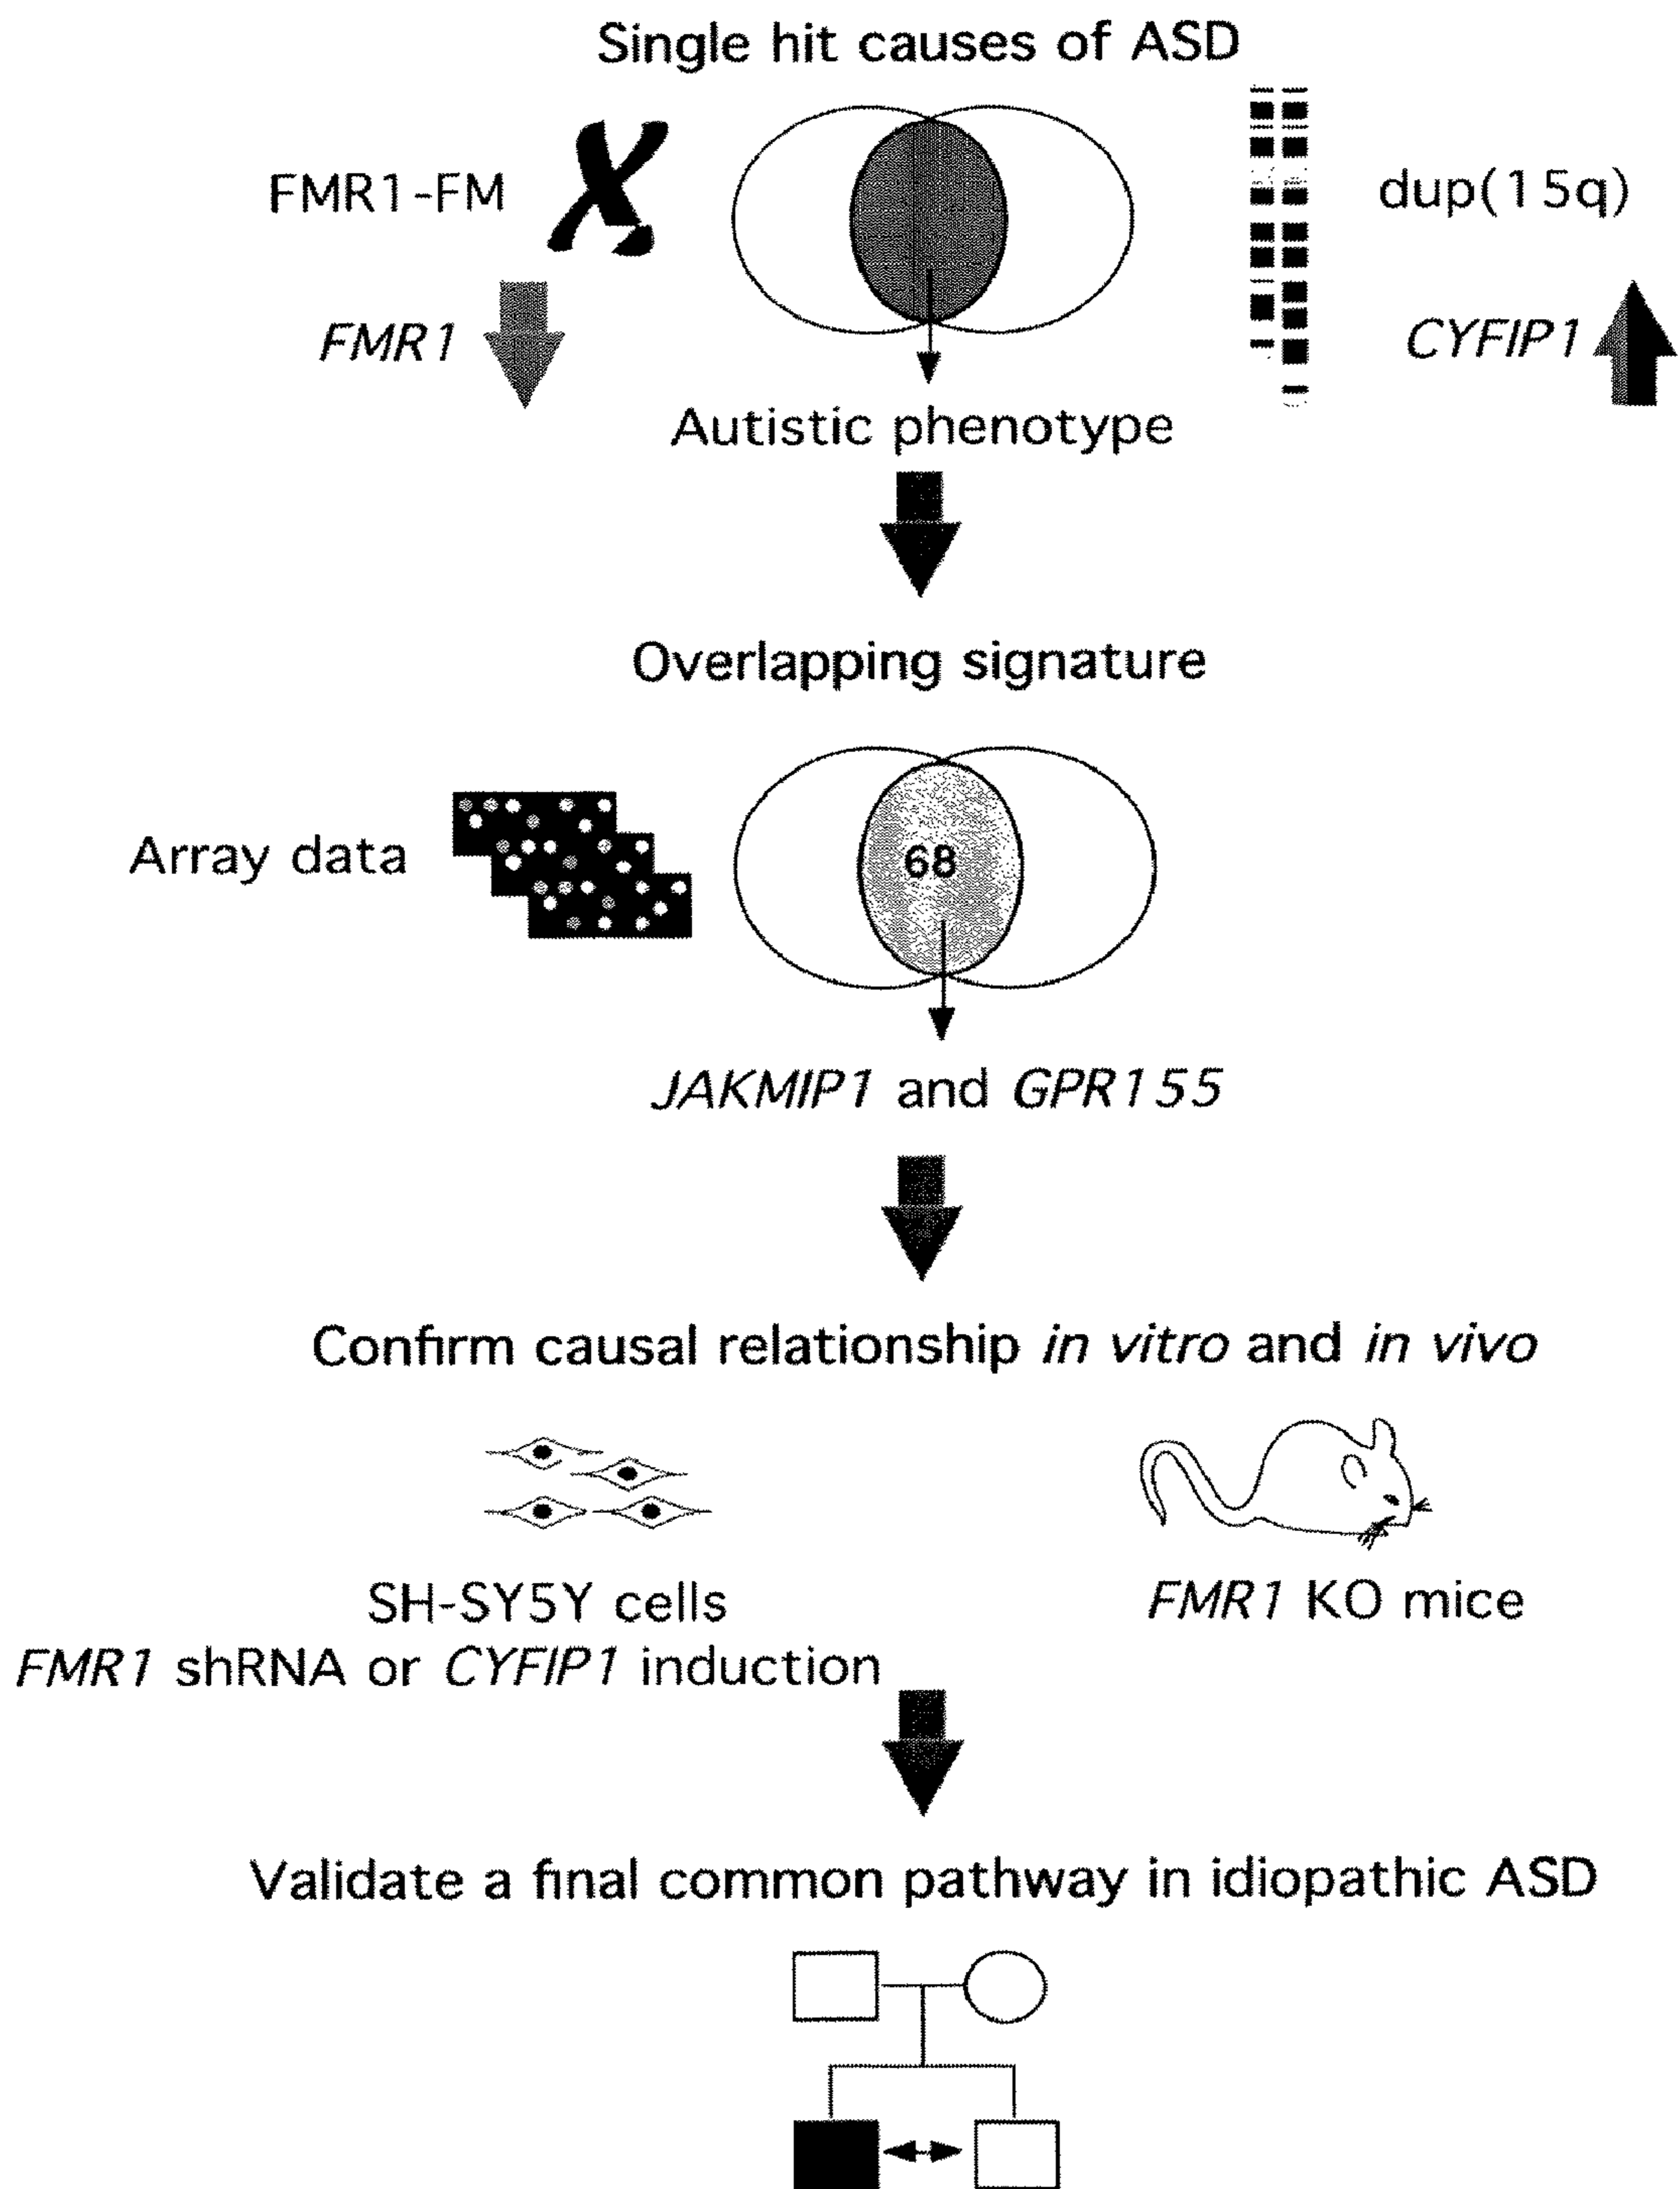 Single hit causes of ASD
FMR1-FM
dup(15q)
FMR1
CYFIP1
Autistic phenotype
Overlapping signature
Array data
68
JAKMIP1 and GPR155
Confirm causal relationship in vitro and in vivo
SH-SY5Y cells
FMR1 KO mice
FMR1 shRNA or CYFIP1 induction
Validate a final common pathway in idiopathic ASD